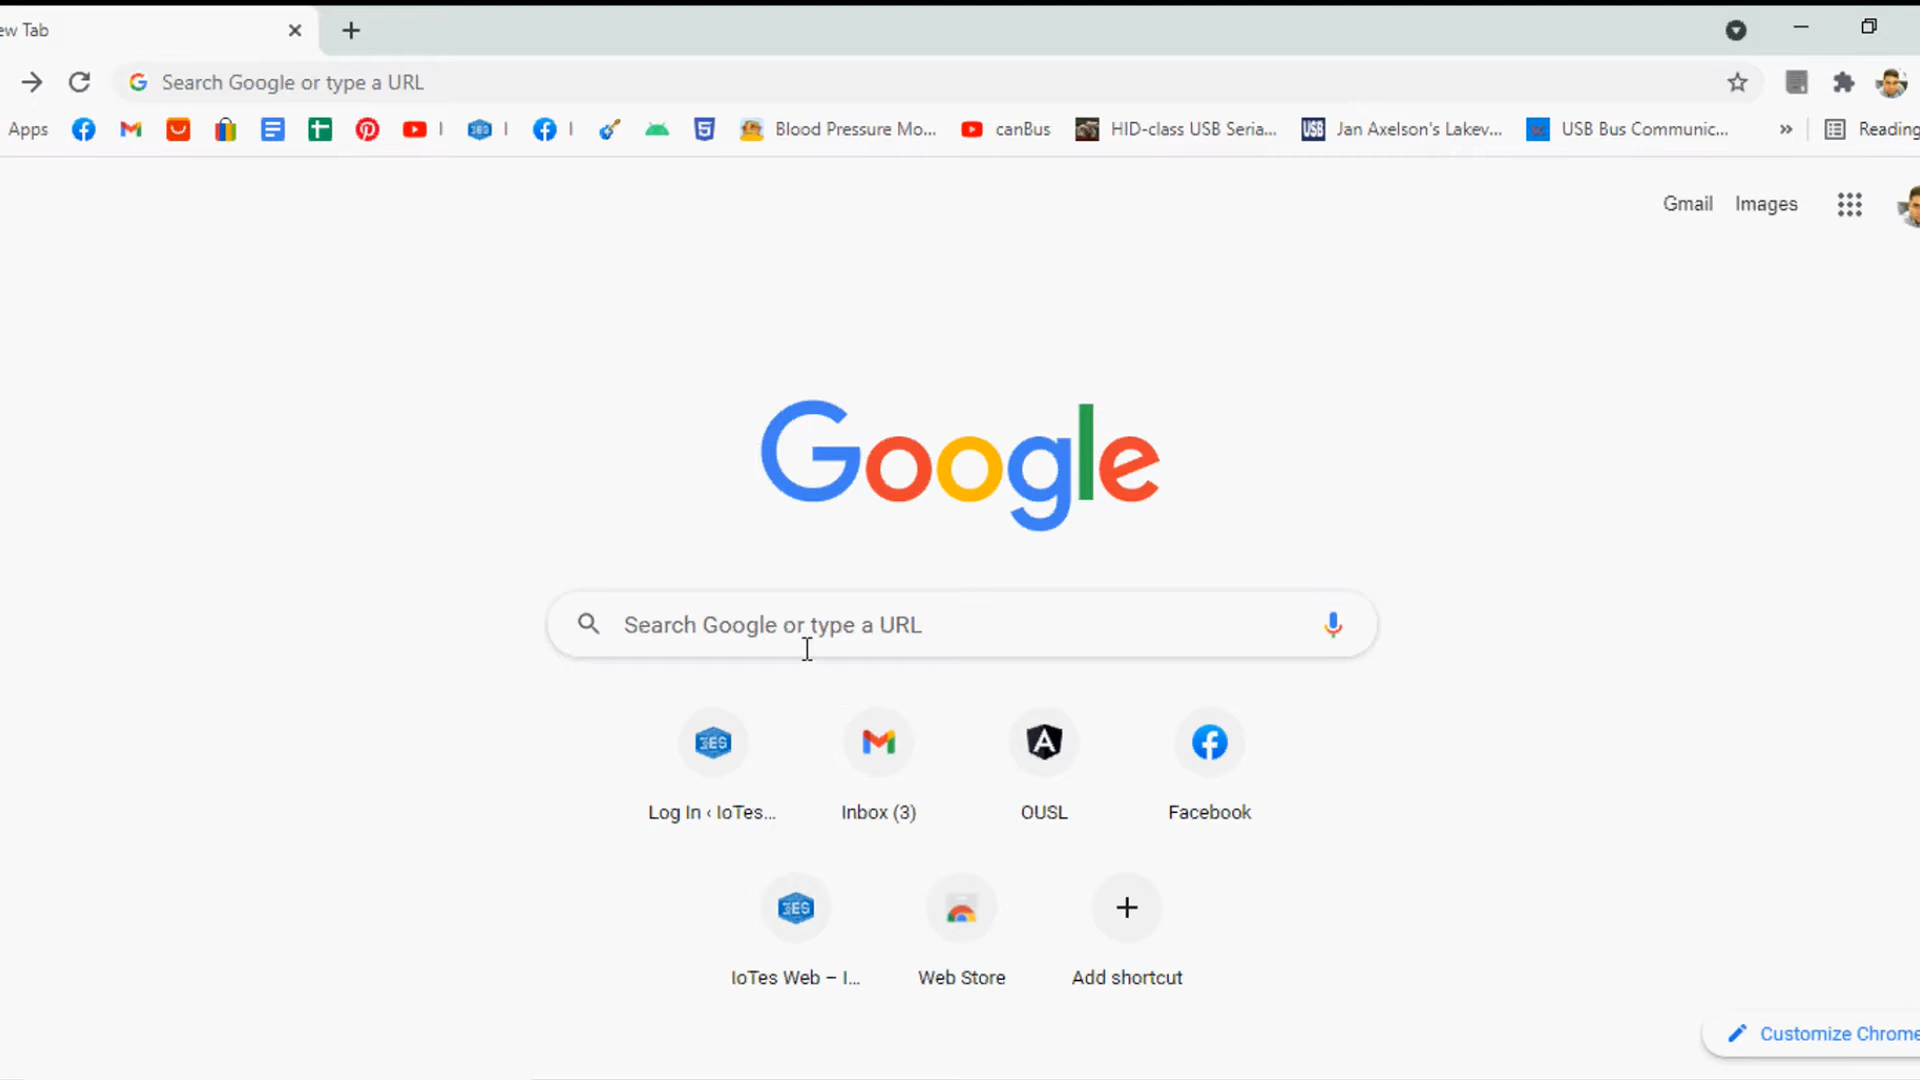 ew Tab
Search Google or type a URL
Apps
Blood Pressure Mo...
canBus
HID-class USB Seria...
USB
Jan Axelson's Lakev...
USB Bus Communic...
»
Reading
Gmail
Images
Google
Search Google or type a URL
Log In ‹ IoTes...
Inbox (3)
OUSL
Facebook
IoTes Web – I...
Web Store
Add shortcut
Customize Chrome